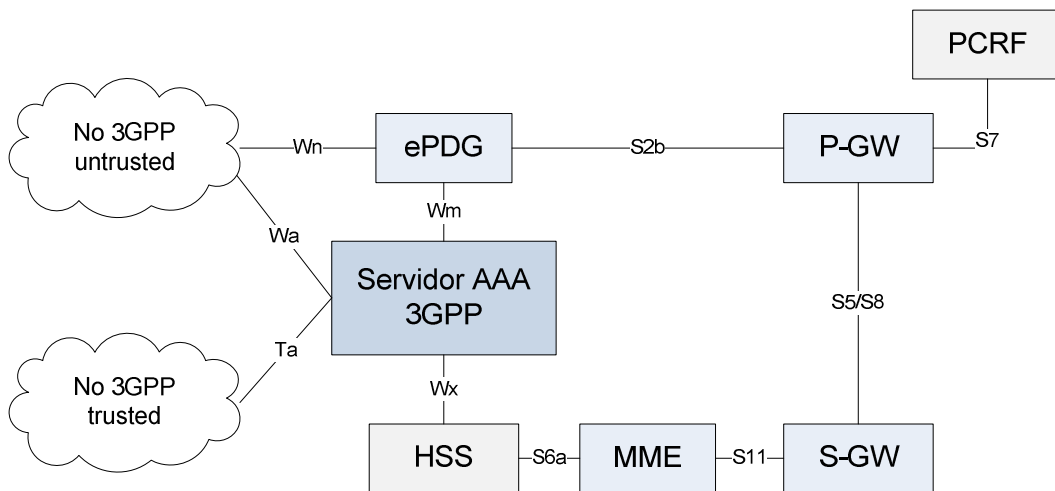 PCRF
No 3GPP
untrusted
Wn
ePDG
S2b
P-GW
S7
Wm
Wa
Servidor AAA
3GPP
S5/S8
Ta
No 3GPP
trusted
Wx
HSS
S6a
MME
S11
S-GW